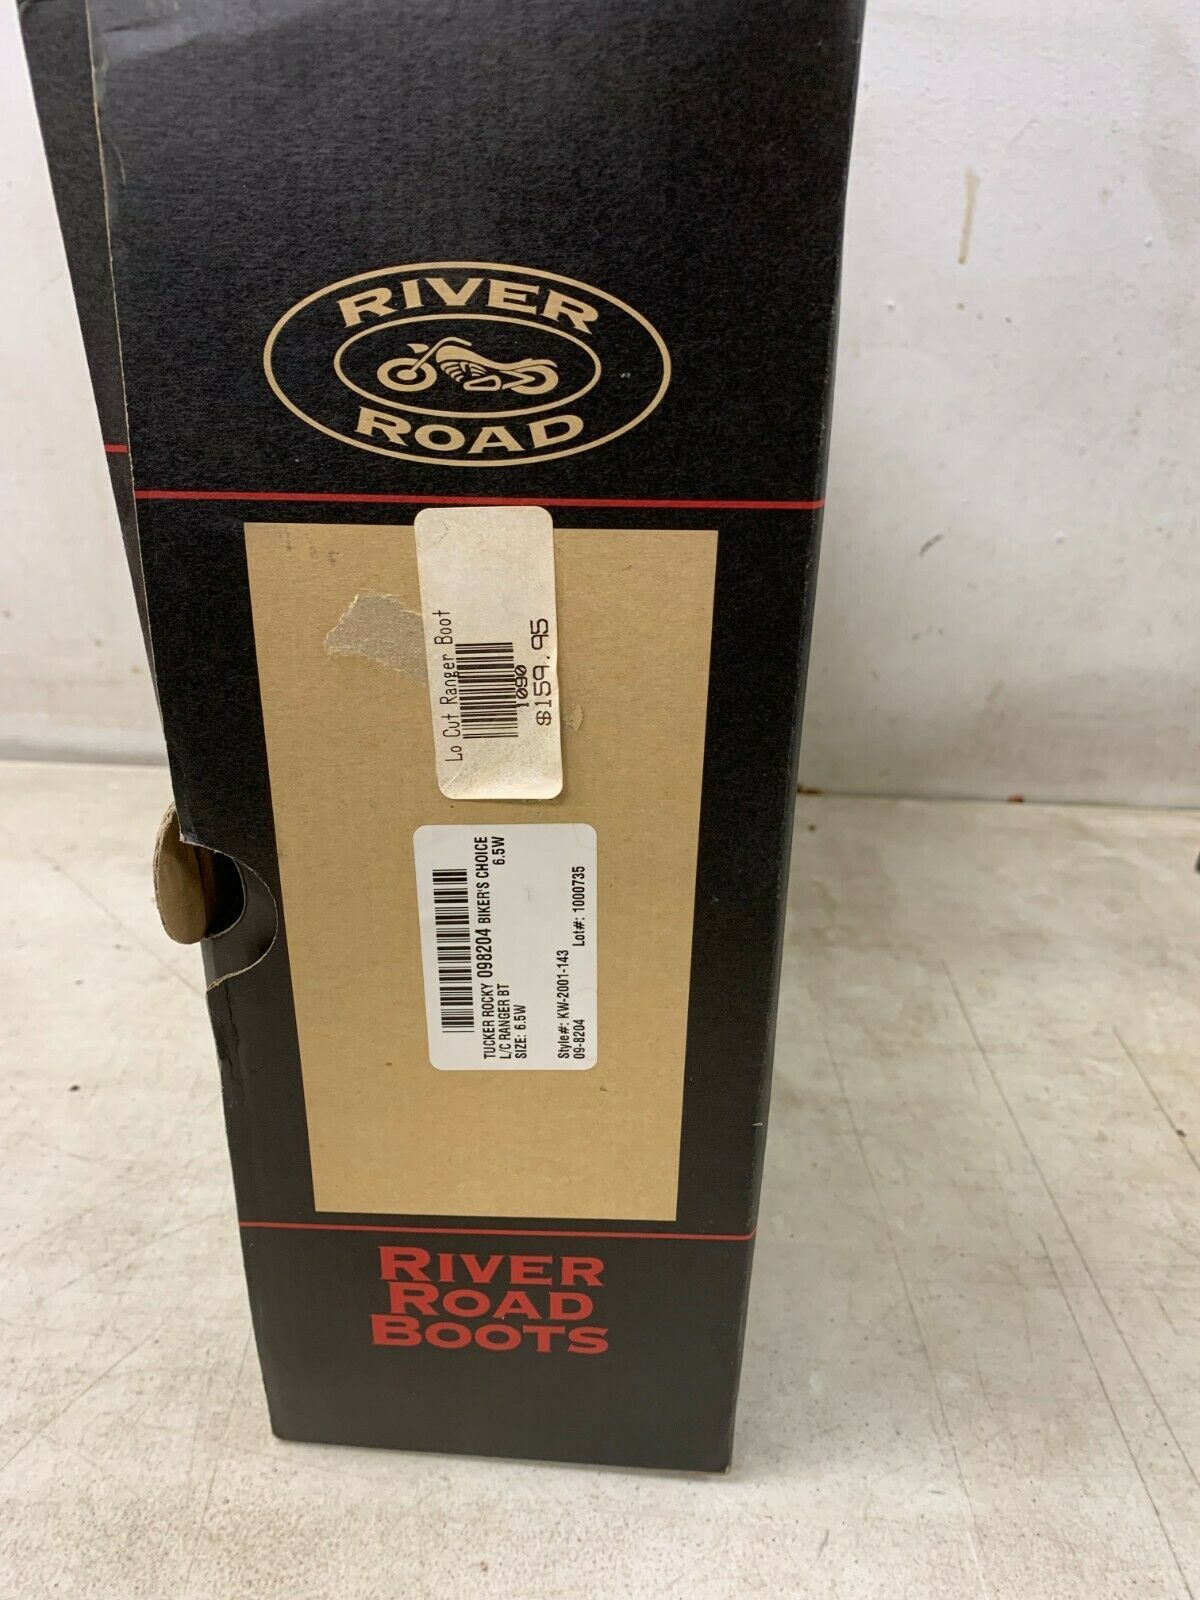 RIVER
ROAD
Lo Cut Ranger Boot
1090
$159.95
TUCKER ROCKY 098204 BIKER'S CHOICE
L/C RANGER BT 6.5W
SIZE: 6.5W
Style#: KW-2001-143 Lot#: 1000735
09-8204
RIVER
ROAD
BOOTS